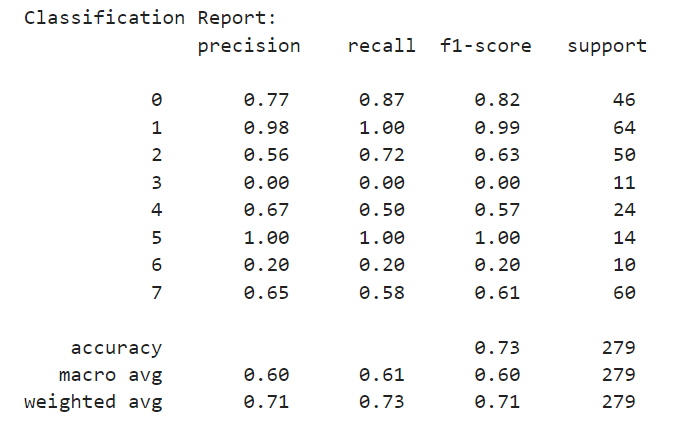 Classification Report:
precision recall f1-score support
0 0.77 0.87 0.82 46
1 0.98 1.00 0.99 64
2 0.56 0.72 0.63 50
3 0.00 0.00 0.00 11
4 0.67 0.50 0.57 24
5 1.00 1.00 1.00 14
6 0.20 0.20 0.20 10
7 0.65 0.58 0.61 60
accuracy 0.73 279
macro avg 0.60 0.61 0.60 279
weighted avg 0.71 0.73 0.71 279